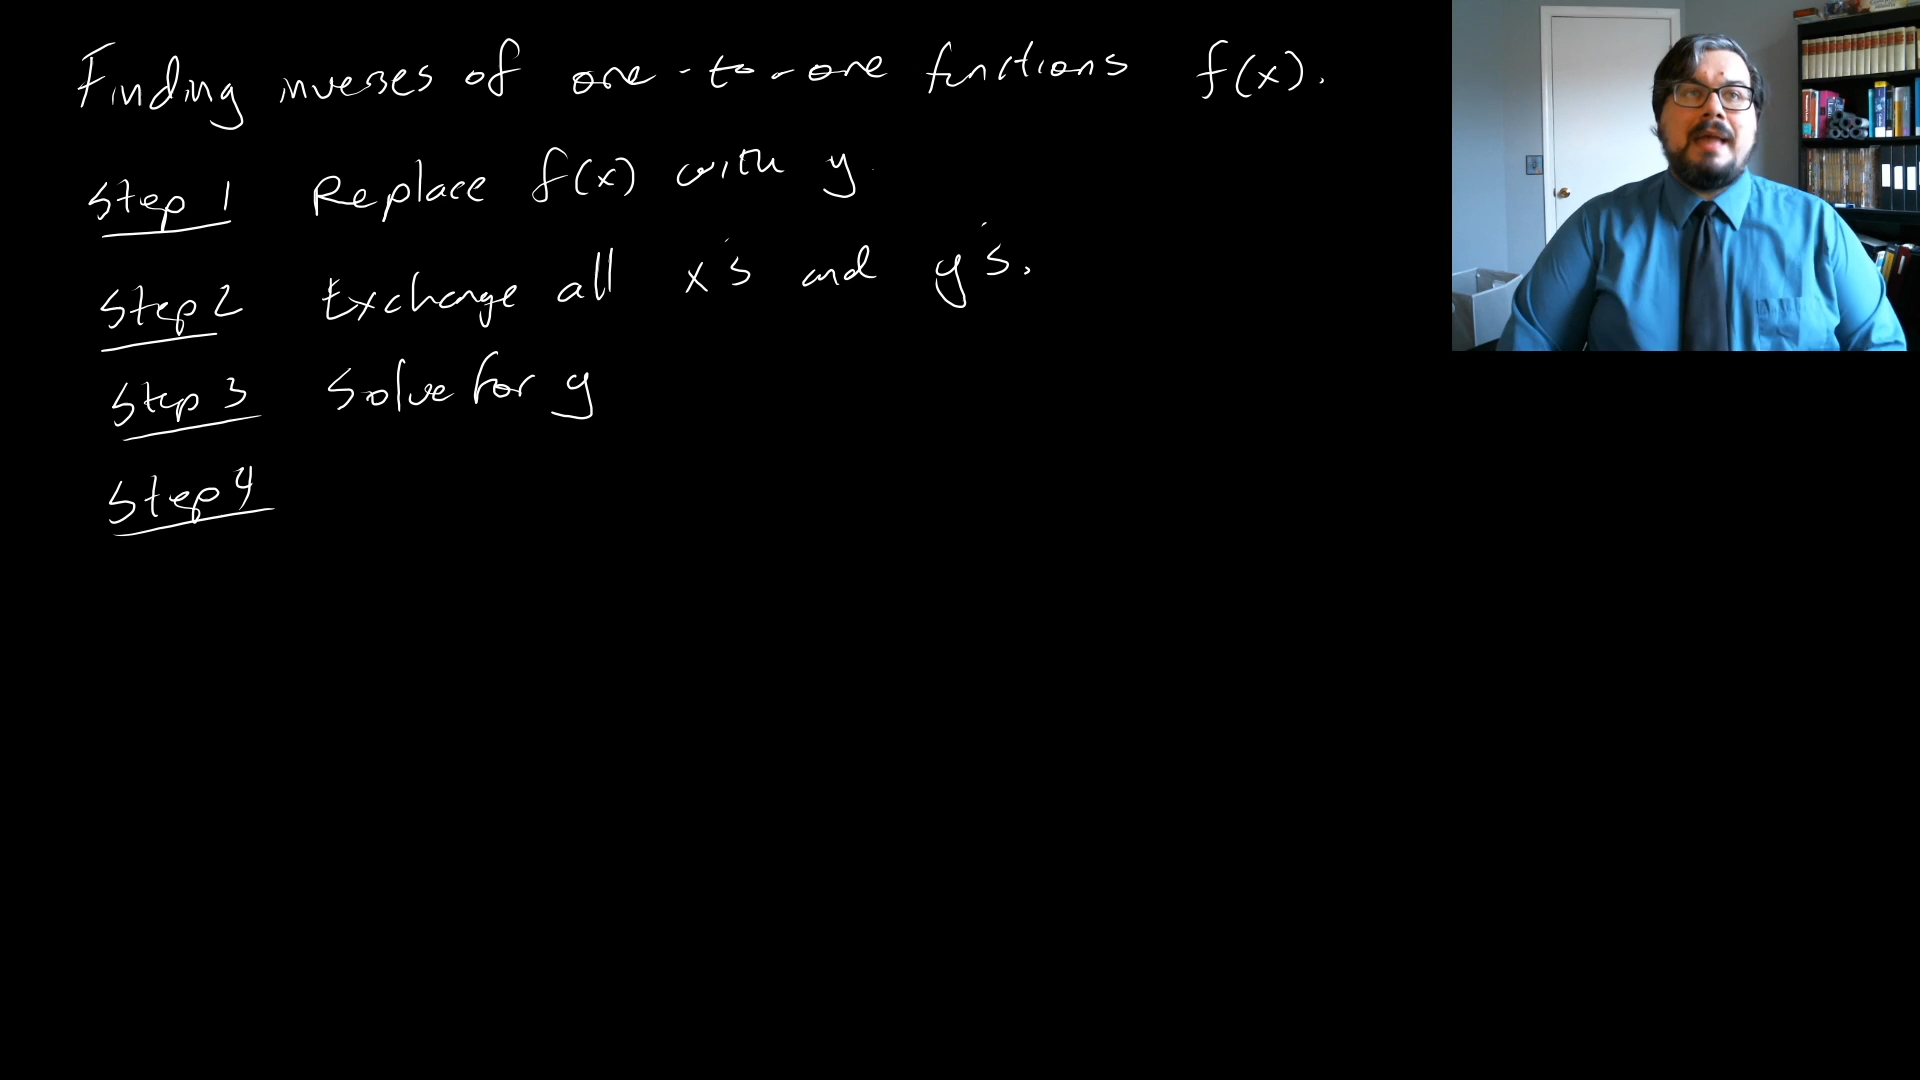 Finding inverses of one-to-one functions f(x).
Step 1 Replace f(x) with y.
Step 2 Exchange all x's and y's.
Step 3 Solve for y
Step 4